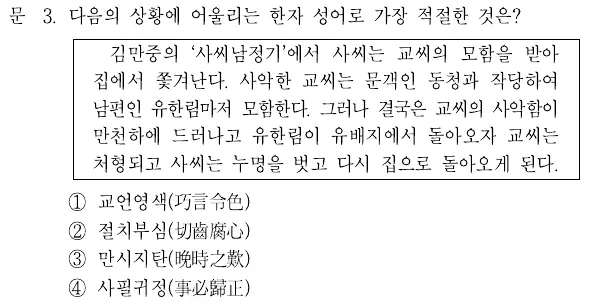 문 3. 다음의 상황에 어울리는 한자 성어로 가장 적절한 것은?
김만중의 ‘사씨남정기’에서 사씨는 교씨의 모함을 받아
집에서 쫓겨난다. 사악한 교씨는 문객인 동청과 작당하여
남편인 유한림마저 모함한다. 그러나 결국은 교씨의 사악함이
만천하에 드러나고 유한림이 유배지에서 돌아오자 교씨는
처형되고 사씨는 누명을 벗고 다시 집으로 돌아오게 된다.
① 교언영색(巧言令色)
② 절치부심(切齒腐心)
③ 만시지탄(晩時之歎)
④ 사필귀정(事必歸正)